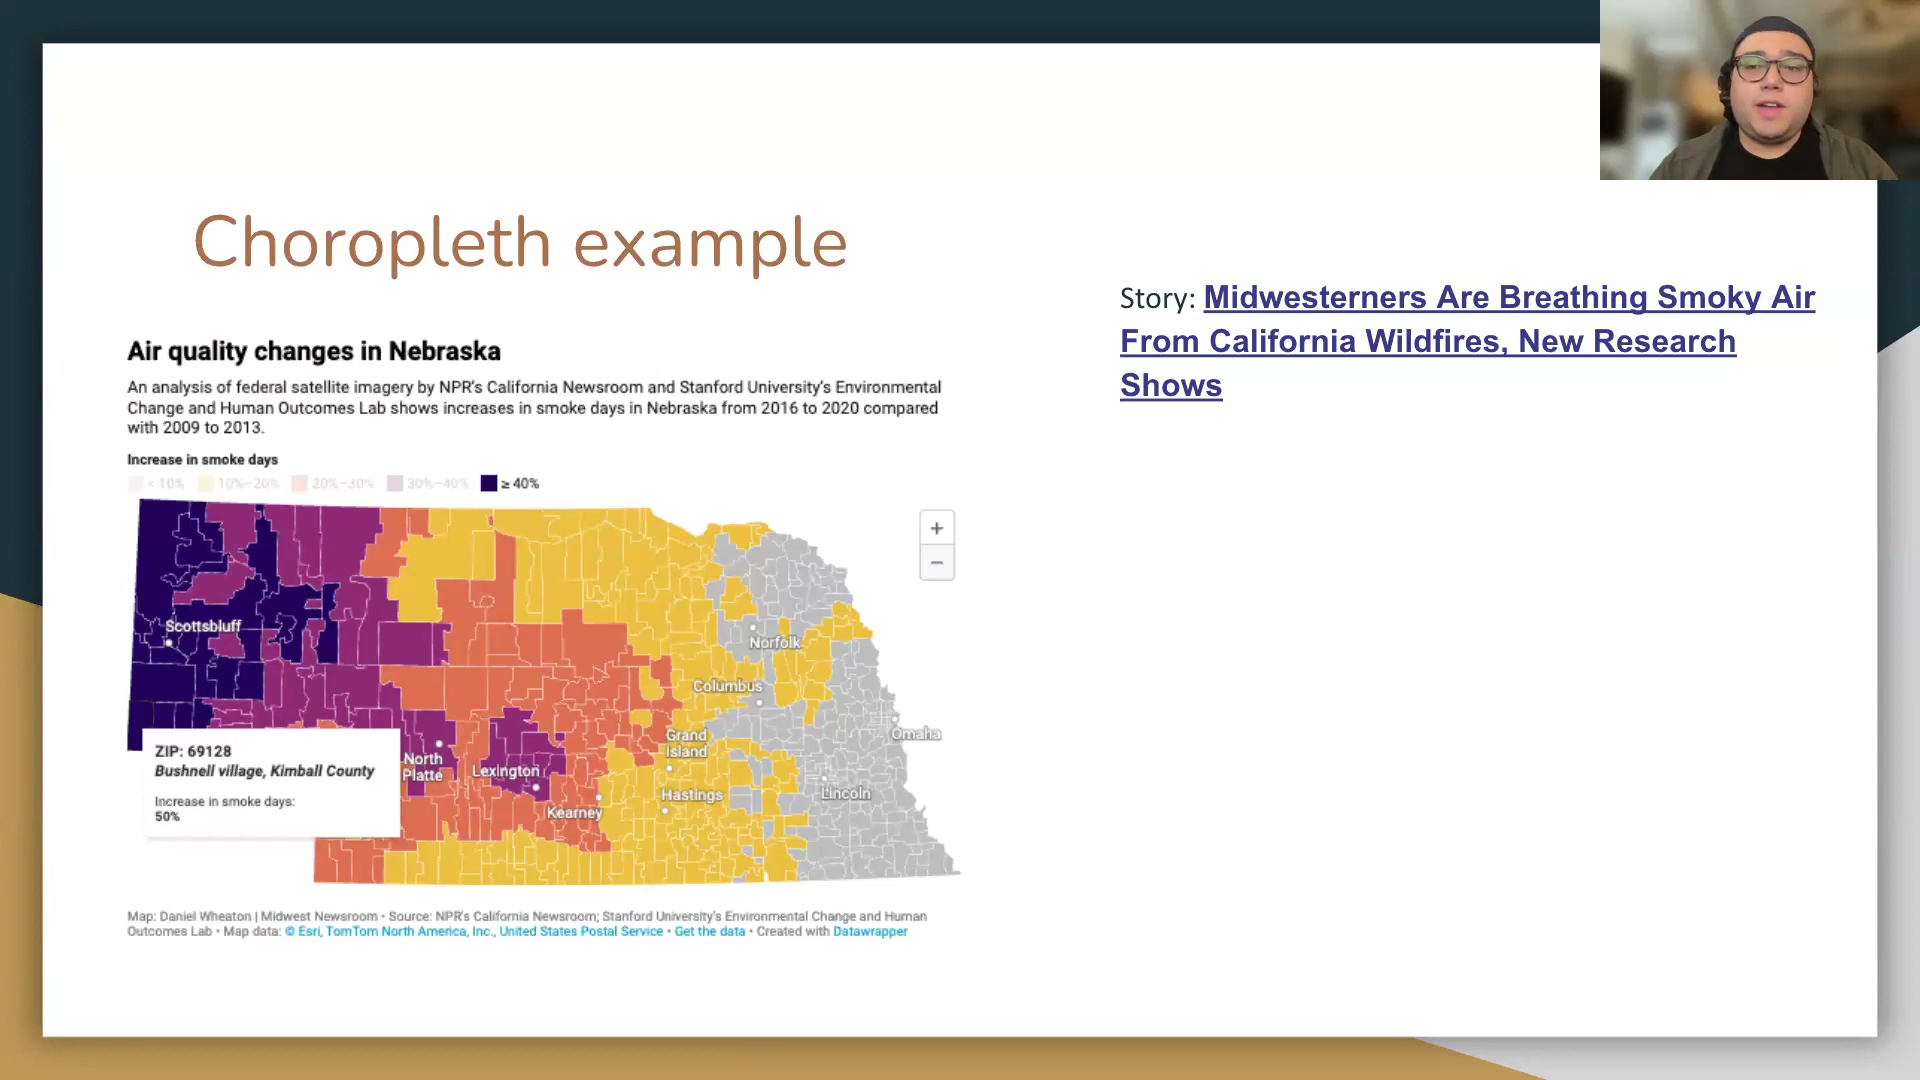 Choropleth example
Story: Midwesterners Are Breathing Smoky Air
From California Wildfires, New Research
Shows
Air quality changes in Nebraska
An analysis of federal satellite imagery by NPR's California Newsroom and Stanford University's Environmental
Change and Human Outcomes Lab shows increases in smoke days in Nebraska from 2016 to 2020 compared
with 2009 to 2013.
Increase in smoke days
< 10% 10%–20% 20%–30% 30%–40% ≥ 40%
+
−
Scottsbluff
Norfolk
Columbus
Omaha
Grand
Island
North
Platte
Lexington
Hastings
Lincoln
Kearney
ZIP: 69128
Bushnell village, Kimball County
Increase in smoke days:
50%
Map: Daniel Wheaton | Midwest Newsroom • Source: NPR's California Newsroom; Stanford University's Environmental Change and Human
Outcomes Lab • Map data: © Esri, TomTom North America, Inc., United States Postal Service • Get the data • Created with Datawrapper